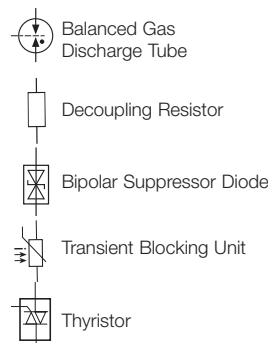 Balanced Gas
Discharge Tube
Decoupling Resistor
Bipolar Suppressor Diode
Transient Blocking Unit
Thyristor